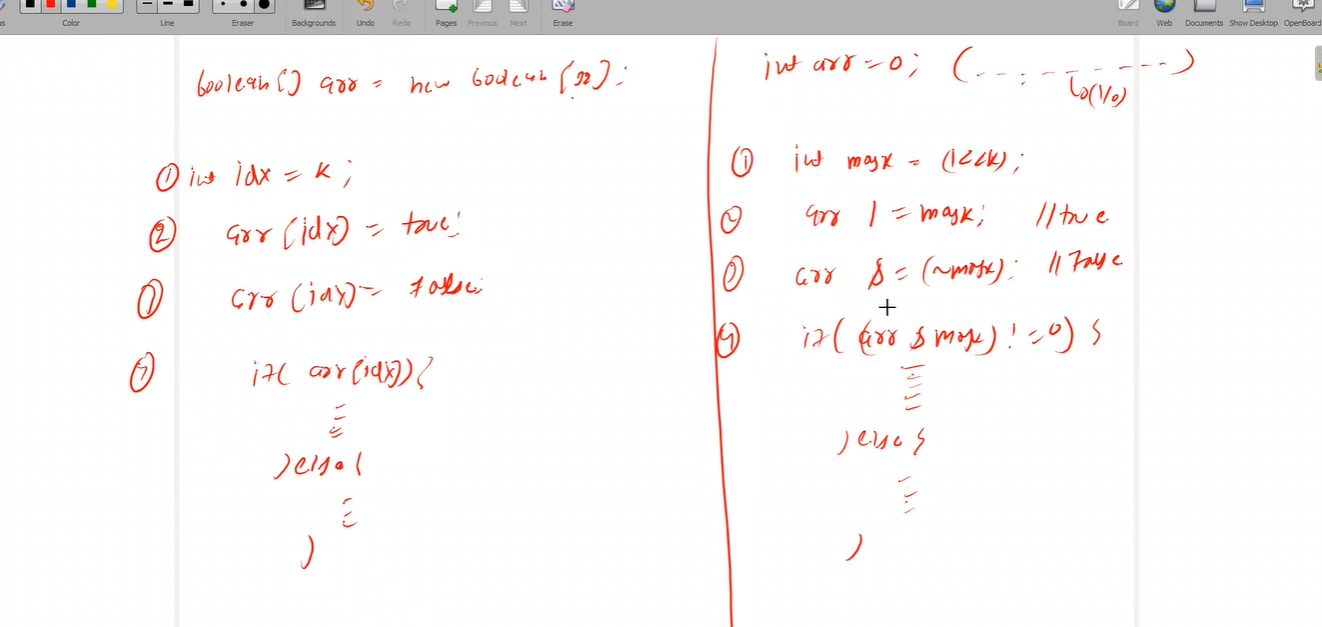 Color
Line
Eraser
Backgrounds
Undo
Redo
Pages
Previous
Next
Erase
Board
Web
Documents
Show Desktop
OpenBoard
boolean[] arr = new boolean[32];
① int idx = k;
② arr[idx] = true;
③ arr[idx] = false;
④ if( arr[idx]){
}else{
}
int arr = 0; (
0(1/0)
① int mask = (1<<k);
② arr |= mask; //true
③ arr &= (~mask); //False
④ if( (arr & mask) != 0) {
}else{
}